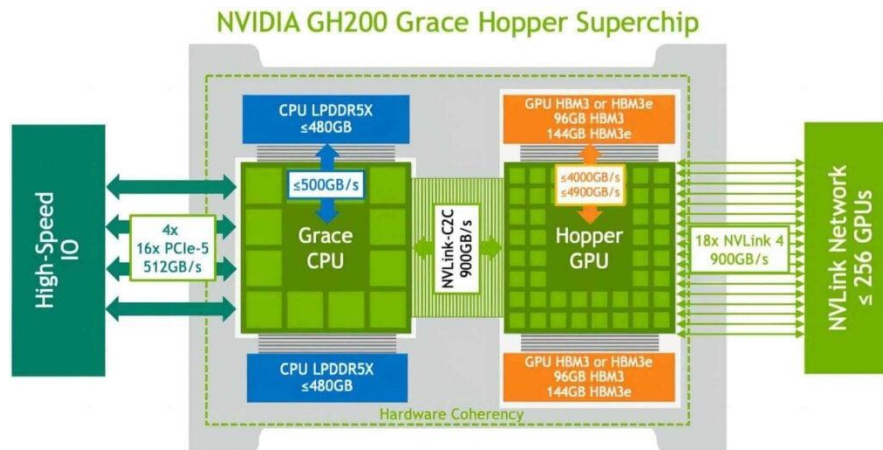 NVIDIA GH200 Grace Hopper Superchip
High-Speed
IO
4x
16x PCIe-5
512GB/s
CPU LPDDR5X
≤480GB
≤500GB/s
Grace
CPU
CPU LPDDR5X
≤480GB
NVLink-C2C
900GB/s
GPU HBM3 or HBM3e
96GB HBM3
144GB HBM3e
≤4000GB/s
≤4900GB/s
Hopper
GPU
GPU HBM3 or HBM3e
96GB HBM3
144GB HBM3e
18x NVLink 4
900GB/s
NVLink Network
≤ 256 GPUs
Hardware Coherency